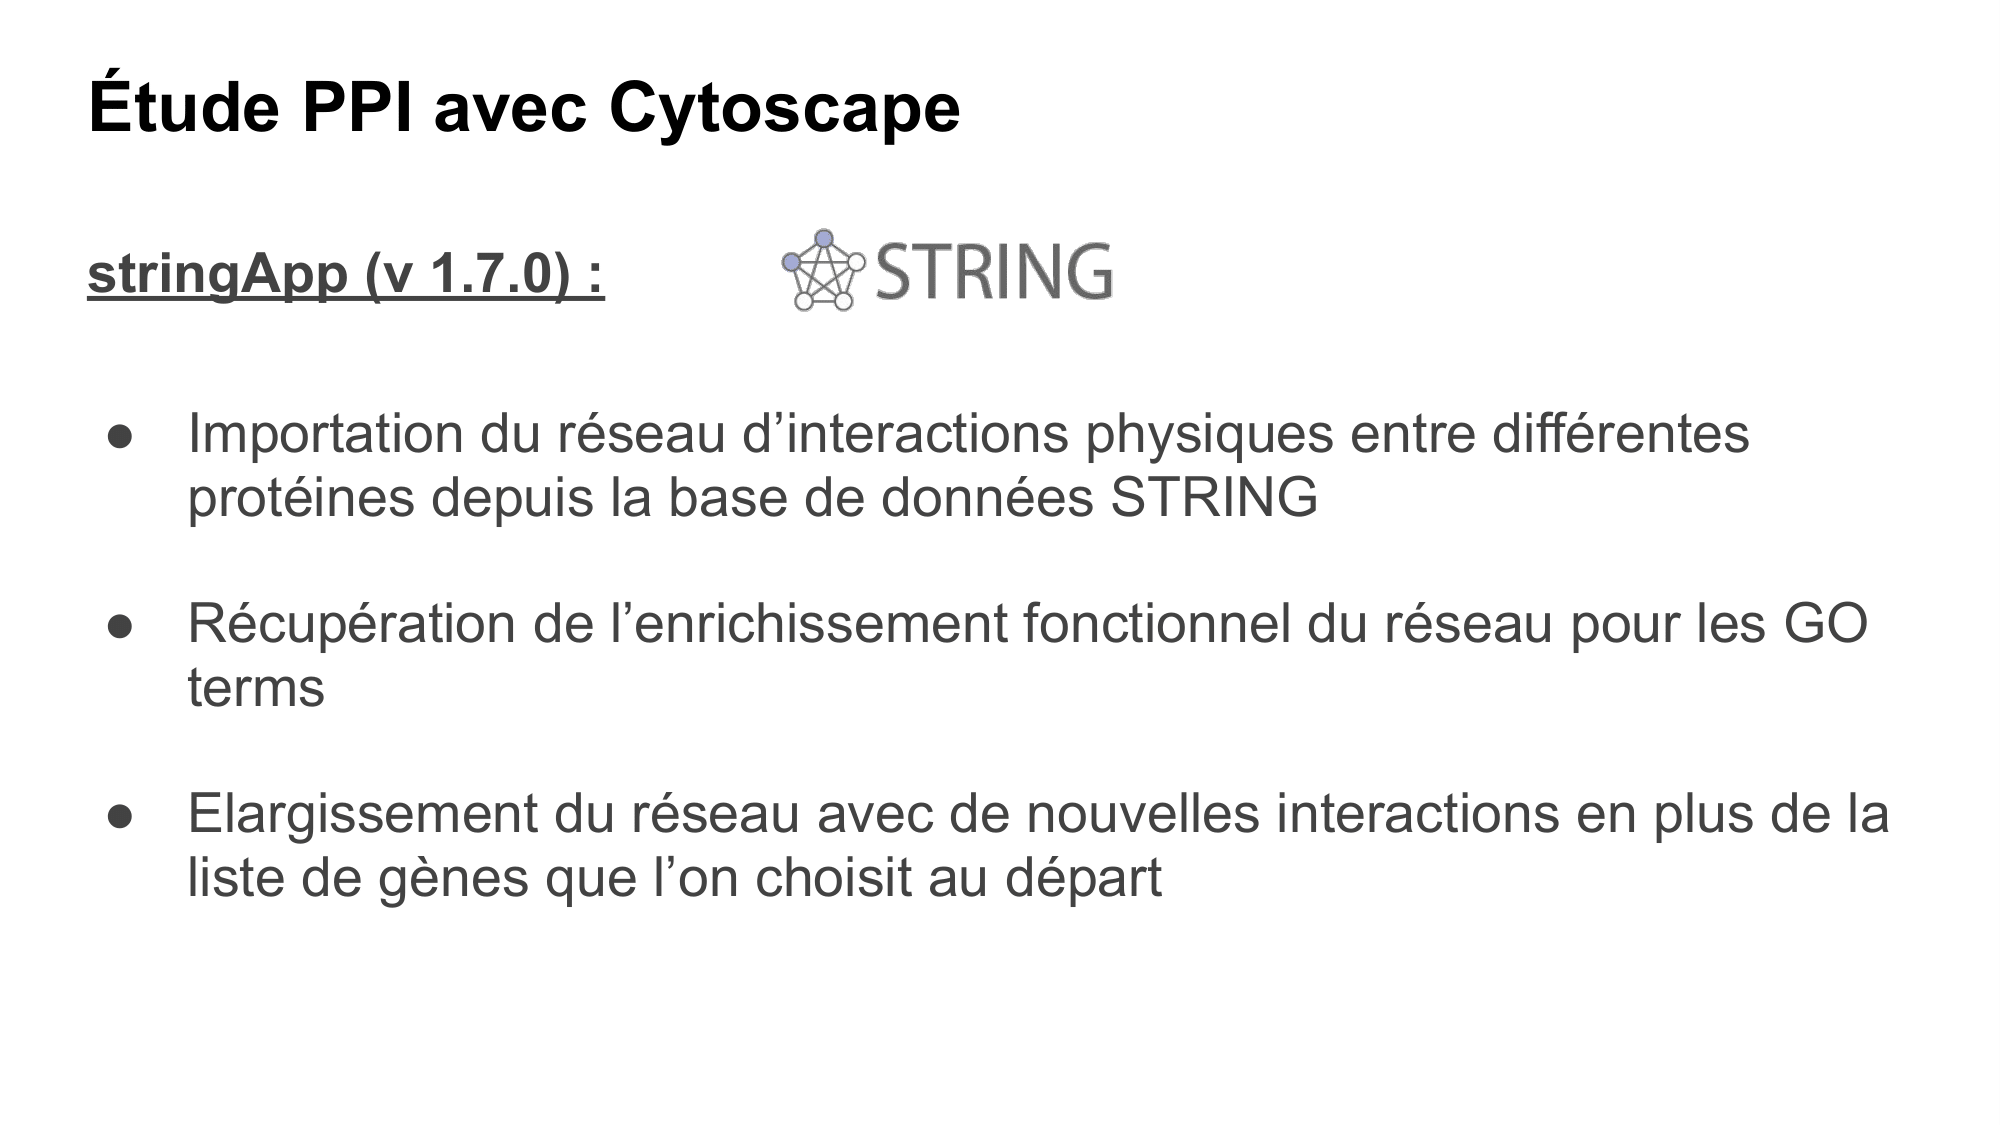 Étude PPI avec Cytoscape
stringApp (v 1.7.0) :
STRING
● Importation du réseau d’interactions physiques entre différentes
protéines depuis la base de données STRING
● Récupération de l’enrichissement fonctionnel du réseau pour les GO
terms
● Elargissement du réseau avec de nouvelles interactions en plus de la
liste de gènes que l’on choisit au départ